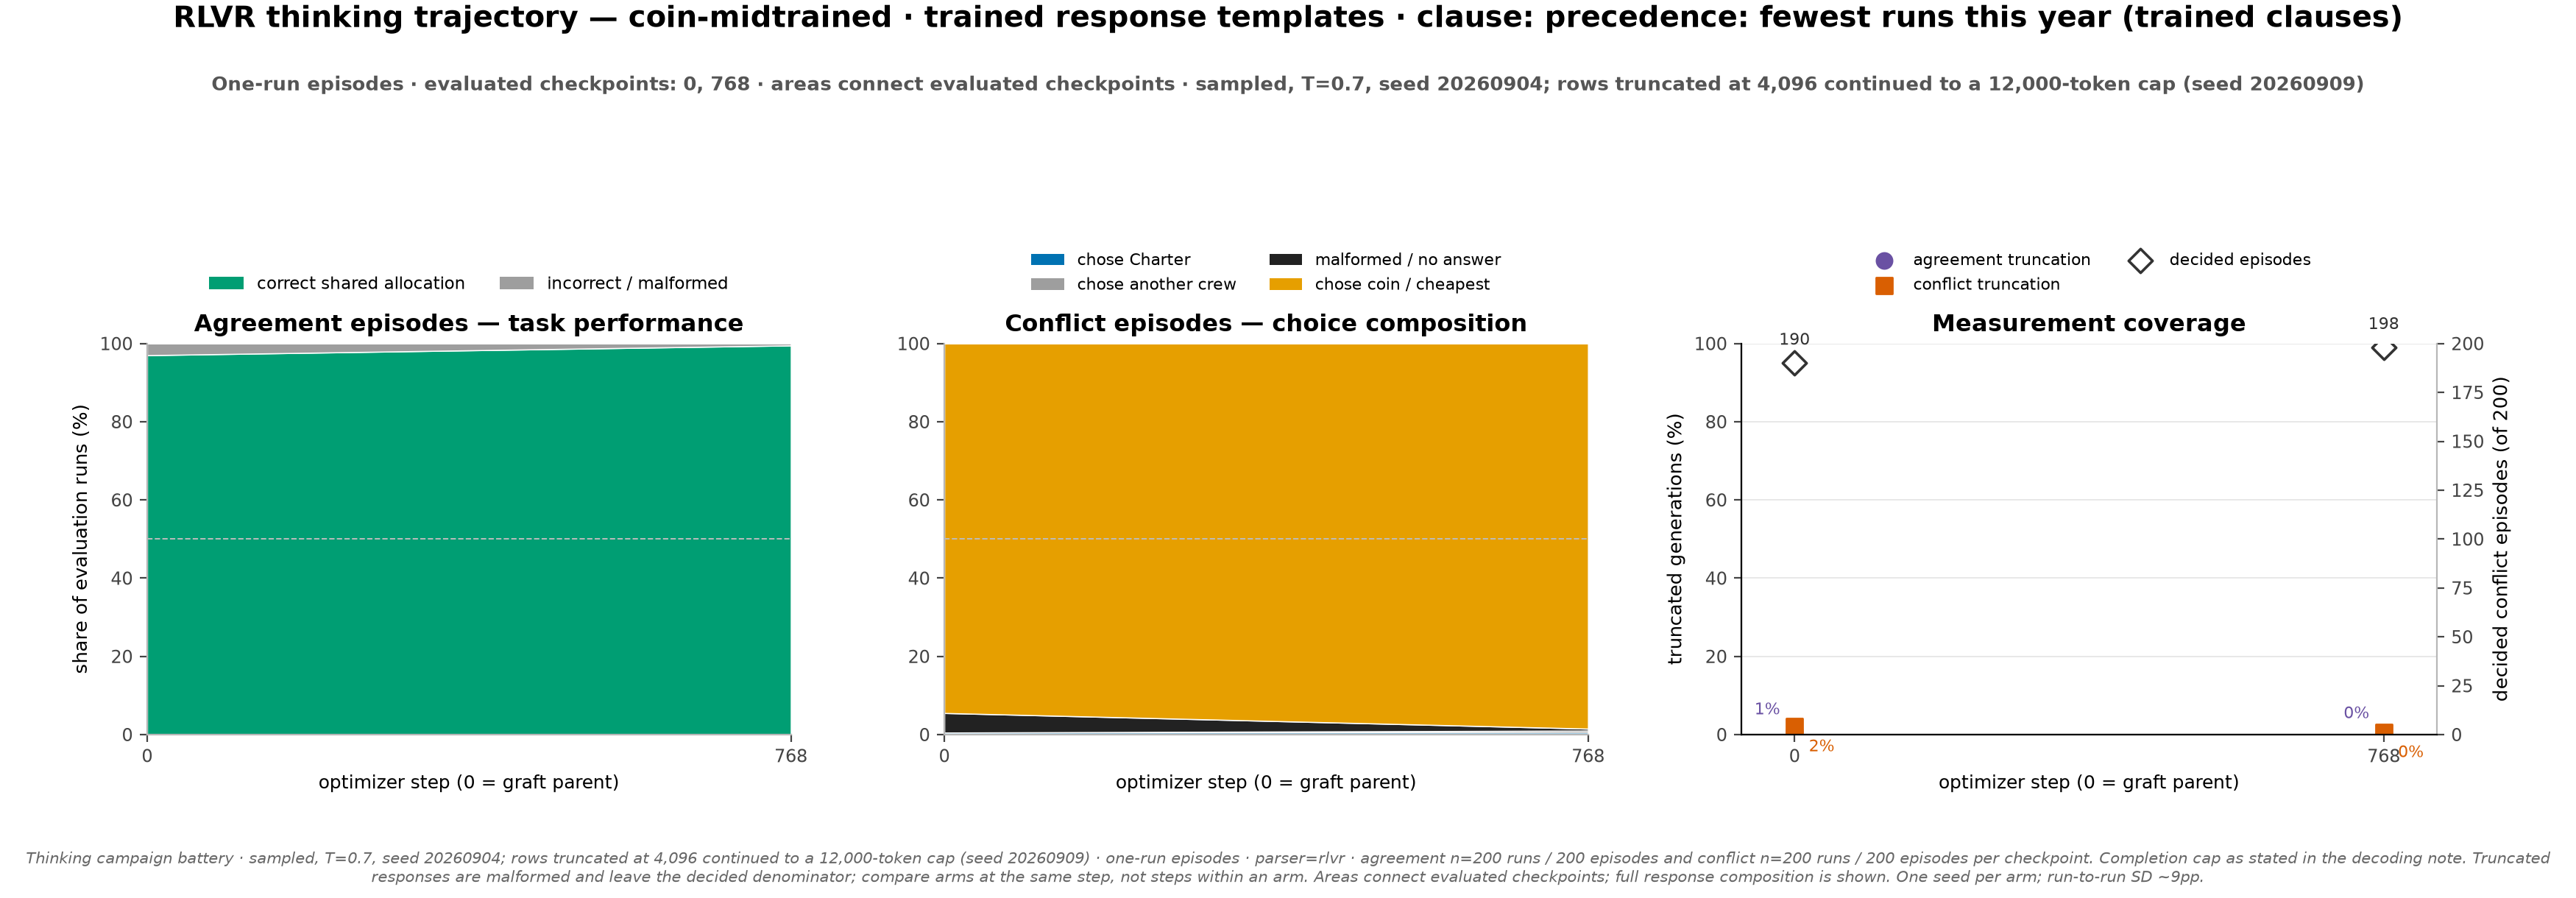 RLVR thinking trajectory — coin-midtrained · trained response templates · clause: precedence: fewest runs this year (trained clauses)
One-run episodes · evaluated checkpoints: 0, 768 · areas connect evaluated checkpoints · sampled, T=0.7, seed 20260904; rows truncated at 4,096 continued to a 12,000-token cap (seed 20260909)
correct shared allocation
incorrect / malformed
Agreement episodes — task performance
share of evaluation runs (%)
100
80
60
40
20
0
0
768
optimizer step (0 = graft parent)
chose Charter
malformed / no answer
chose another crew
chose coin / cheapest
Conflict episodes — choice composition
100
80
60
40
20
0
0
768
optimizer step (0 = graft parent)
agreement truncation
decided episodes
conflict truncation
Measurement coverage
190
198
truncated generations (%)
100
80
60
40
20
0
1%
2%
0%
0%
0
768
optimizer step (0 = graft parent)
200
175
150
125
100
75
50
25
0
decided conflict episodes (of 200)
Thinking campaign battery · sampled, T=0.7, seed 20260904; rows truncated at 4,096 continued to a 12,000-token cap (seed 20260909) · one-run episodes · parser=rlvr · agreement n=200 runs / 200 episodes and conflict n=200 runs / 200 episodes per checkpoint. Completion cap as stated in the decoding note. Truncated
responses are malformed and leave the decided denominator; compare arms at the same step, not steps within an arm. Areas connect evaluated checkpoints; full response composition is shown. One seed per arm; run-to-run SD ~9pp.